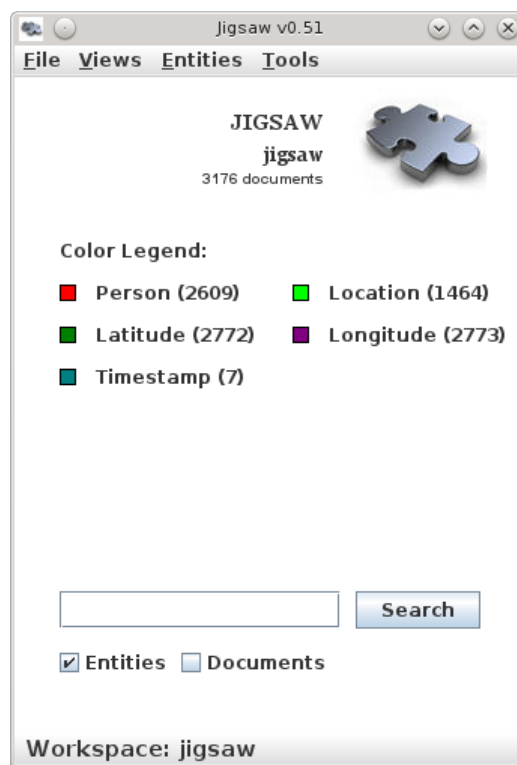 Jigsaw v0.51
File Views Entities Tools
JIGSAW
jigsaw
3176 documents
Color Legend:
Person (2609) Location (1464)
Latitude (2772) Longitude (2773)
Timestamp (7)
Search
Entities Documents
Workspace: jigsaw